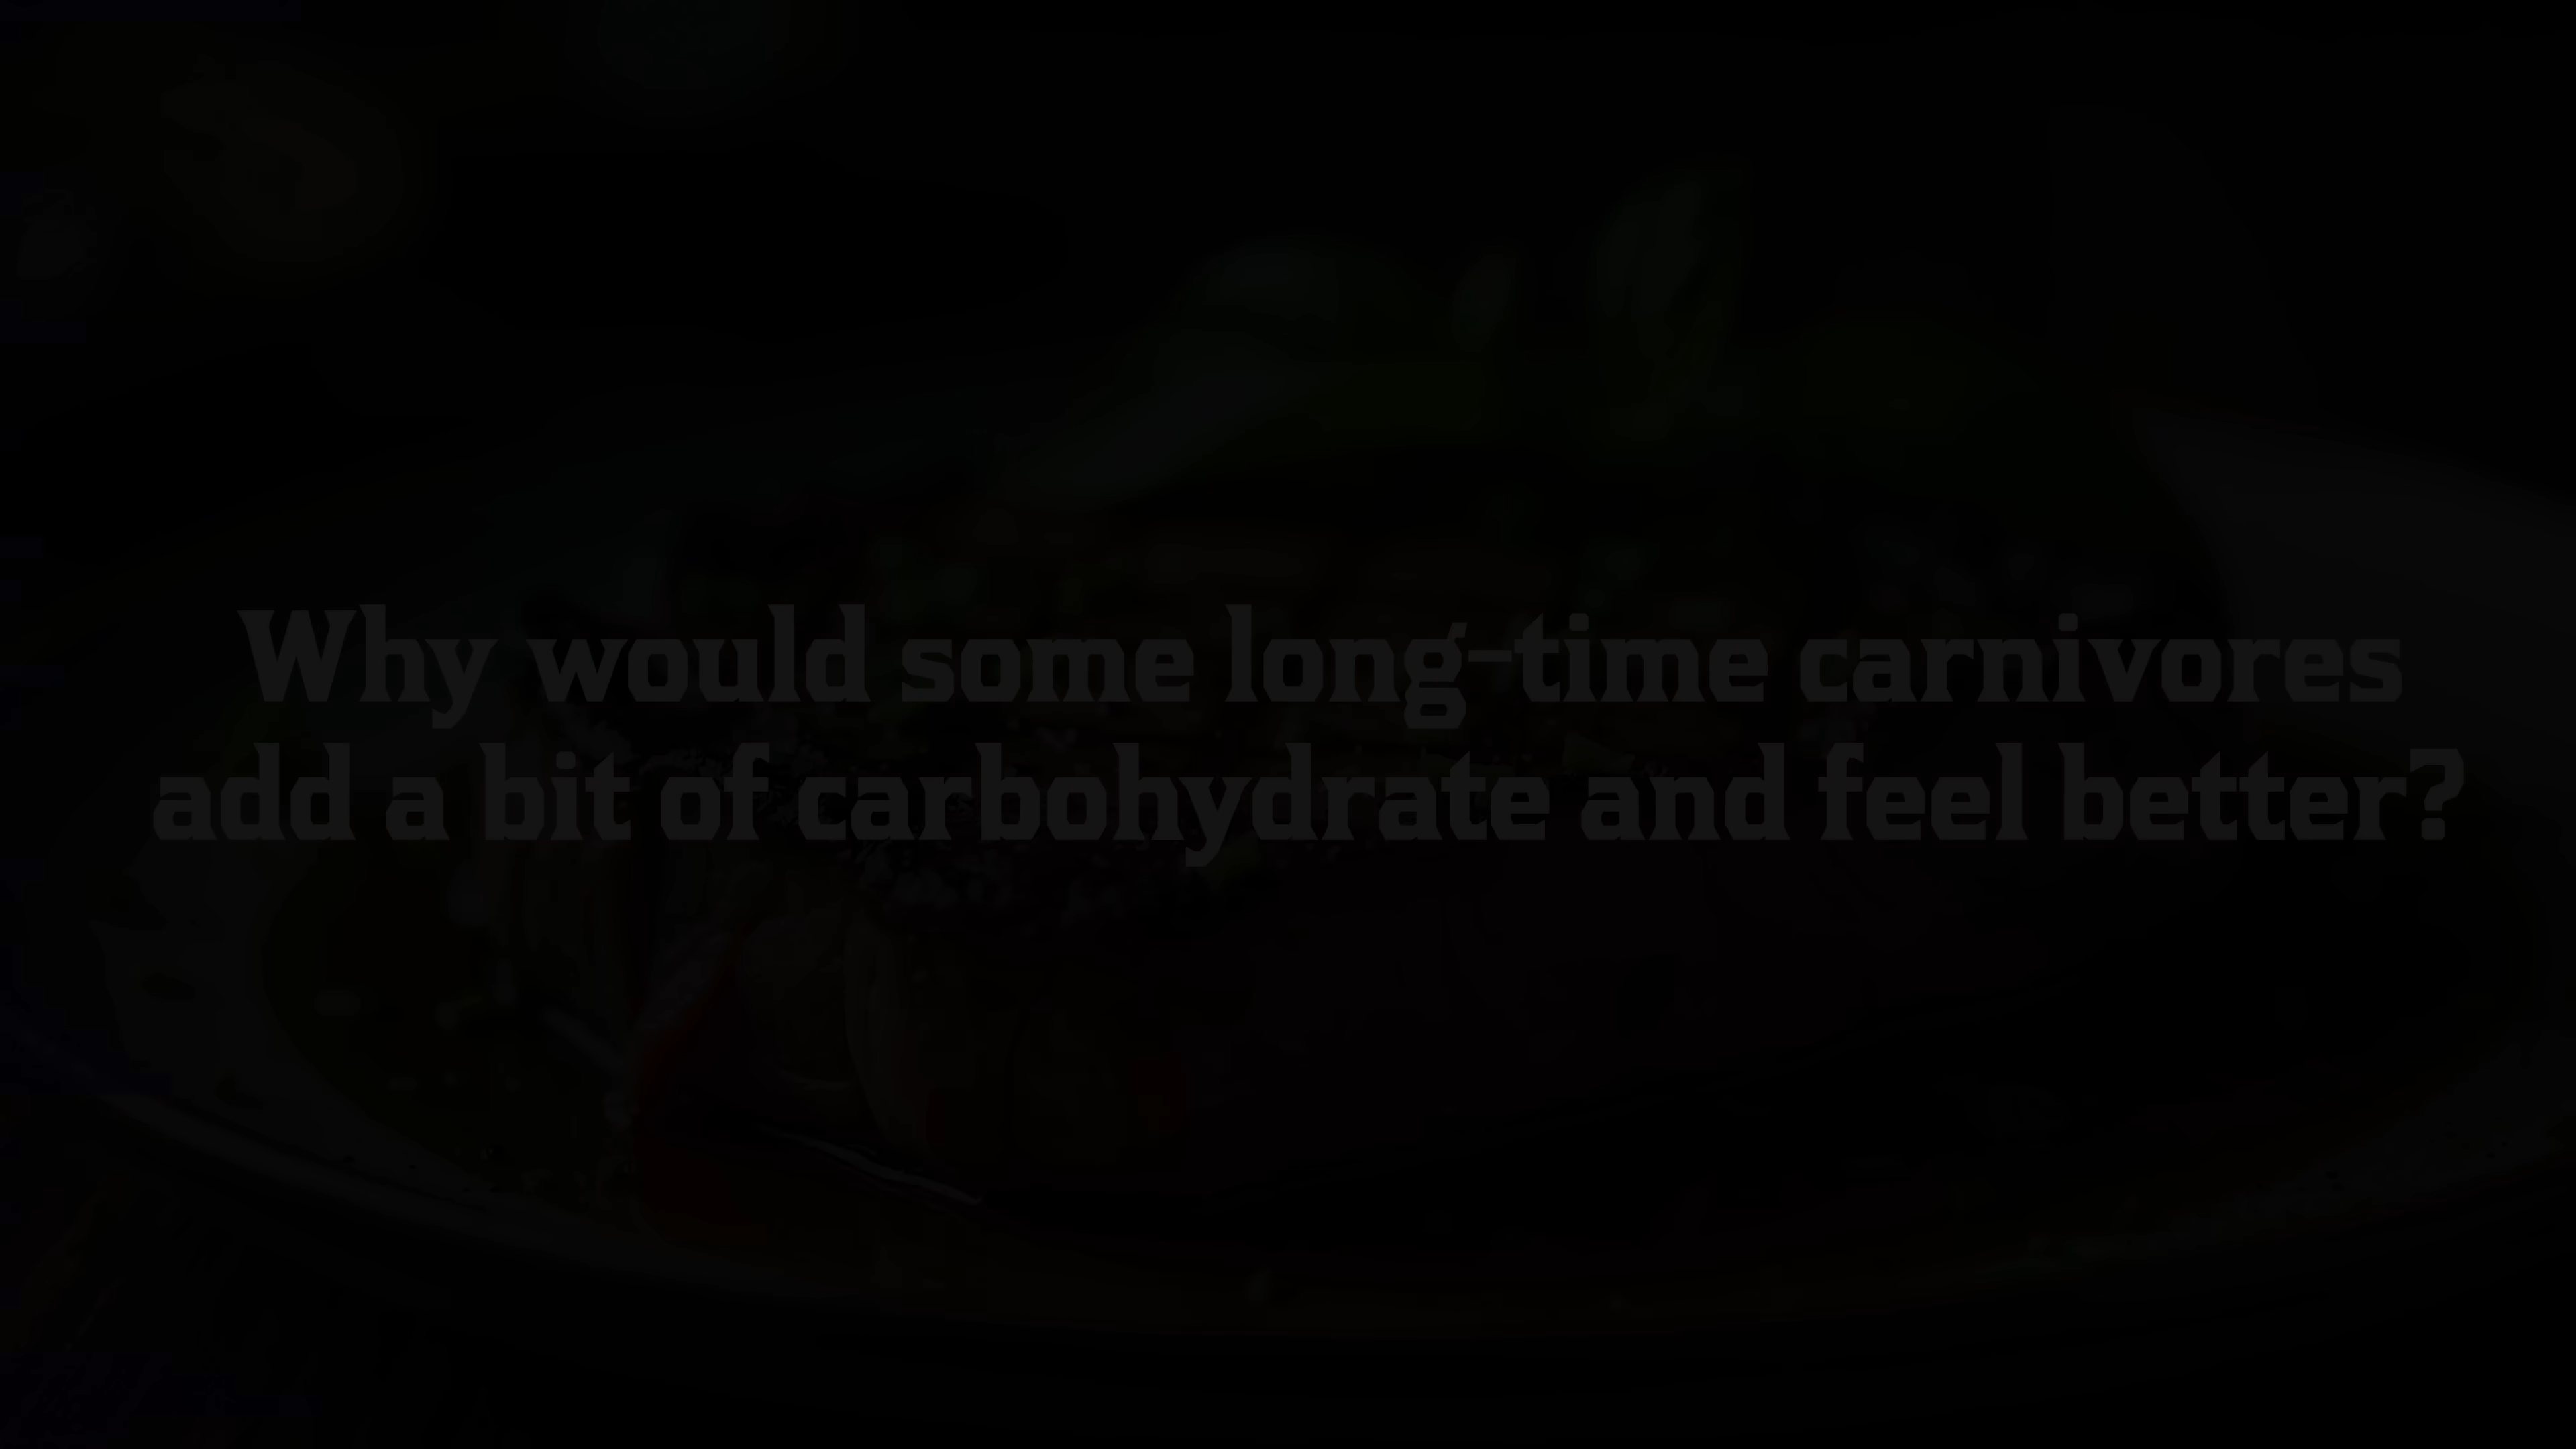 Why would some long-time carnivores
add a bit of carbohydrate and feel better?